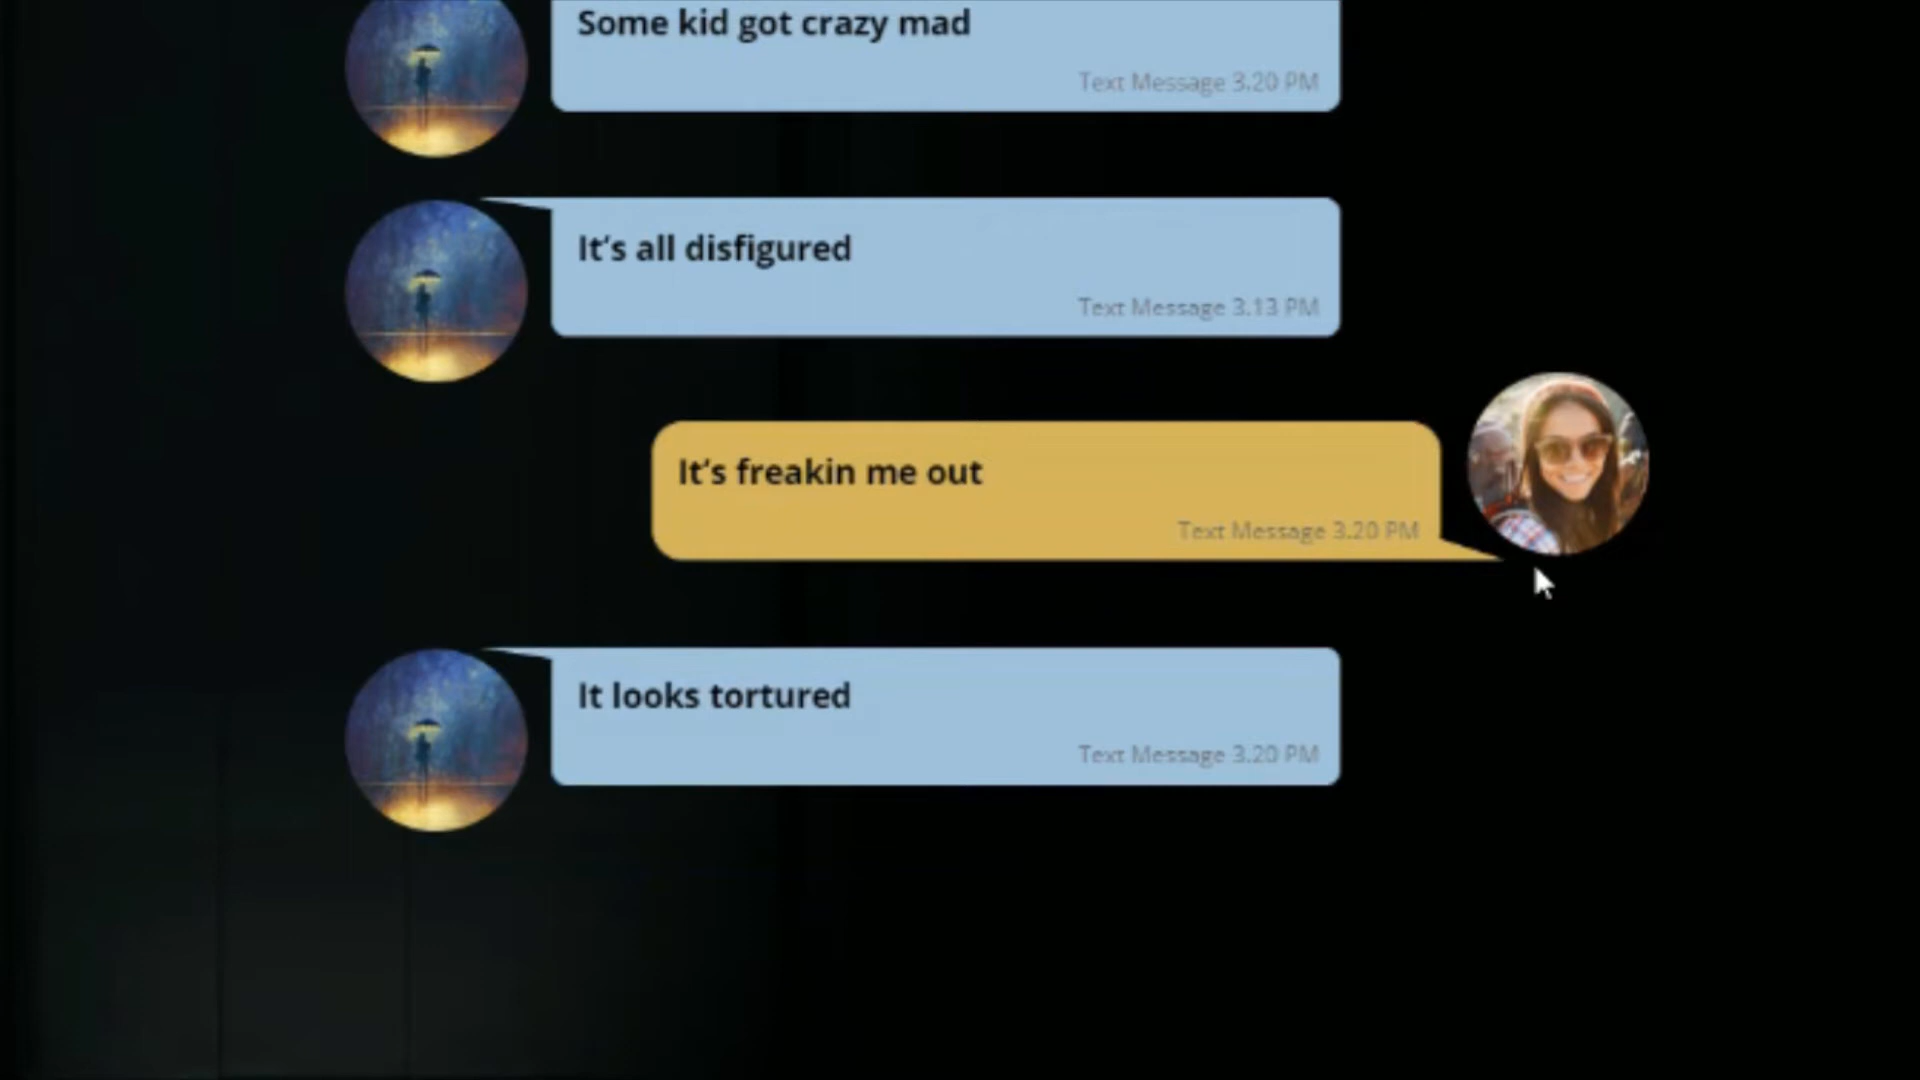 Some kid got crazy mad
Text Message 3.20 PM
It's all disfigured
Text Message 3.13 PM
It's freakin me out
Text Message 3.20 PM
It looks tortured
Text Message 3.20 PM